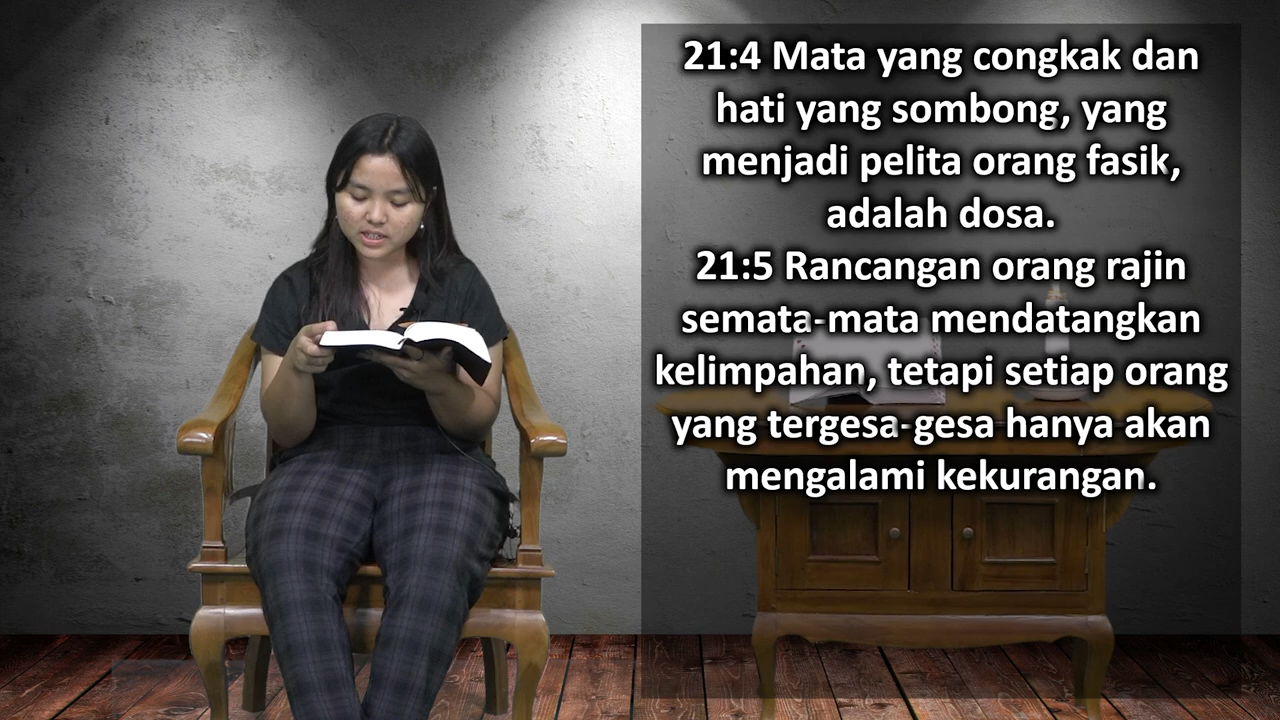 21:4 Mata yang congkak dan
hati yang sombong, yang
menjadi pelita orang fasik,
adalah dosa.
21:5 Rancangan orang rajin
semata-mata mendatangkan
kelimpahan, tetapi setiap orang
yang tergesa-gesa hanya akan
mengalami kekurangan.